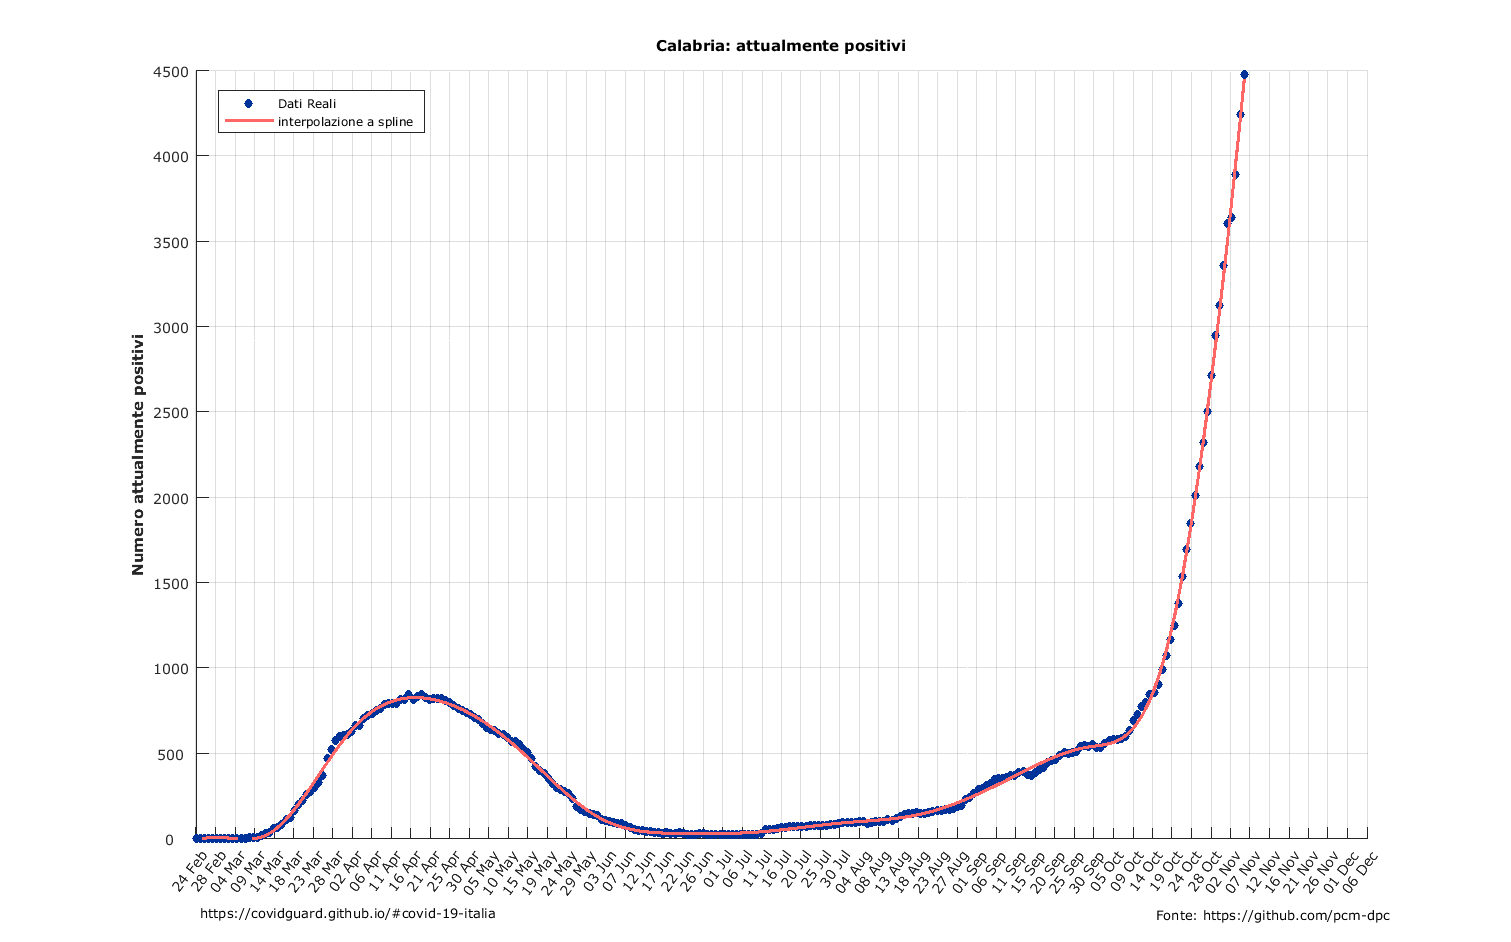 Calabria: attualmente positivi
Numero attualmente positivi
4500
4000
3500
3000
2500
2000
1500
1000
500
0
Dati Reali
interpolazione a spline
24 Feb
28 Feb
04 Mar
09 Mar
14 Mar
18 Mar
23 Mar
28 Mar
02 Apr
06 Apr
11 Apr
16 Apr
21 Apr
25 Apr
30 Apr
05 May
10 May
15 May
19 May
24 May
29 May
03 Jun
07 Jun
12 Jun
17 Jun
22 Jun
26 Jun
01 Jul
06 Jul
11 Jul
16 Jul
20 Jul
25 Jul
30 Jul
04 Aug
08 Aug
13 Aug
18 Aug
23 Aug
27 Aug
01 Sep
06 Sep
11 Sep
15 Sep
20 Sep
25 Sep
30 Sep
05 Oct
09 Oct
14 Oct
19 Oct
24 Oct
28 Oct
02 Nov
07 Nov
12 Nov
16 Nov
21 Nov
26 Nov
01 Dec
06 Dec
https://covidguard.github.io/#covid-19-italia
Fonte: https://github.com/pcm-dpc